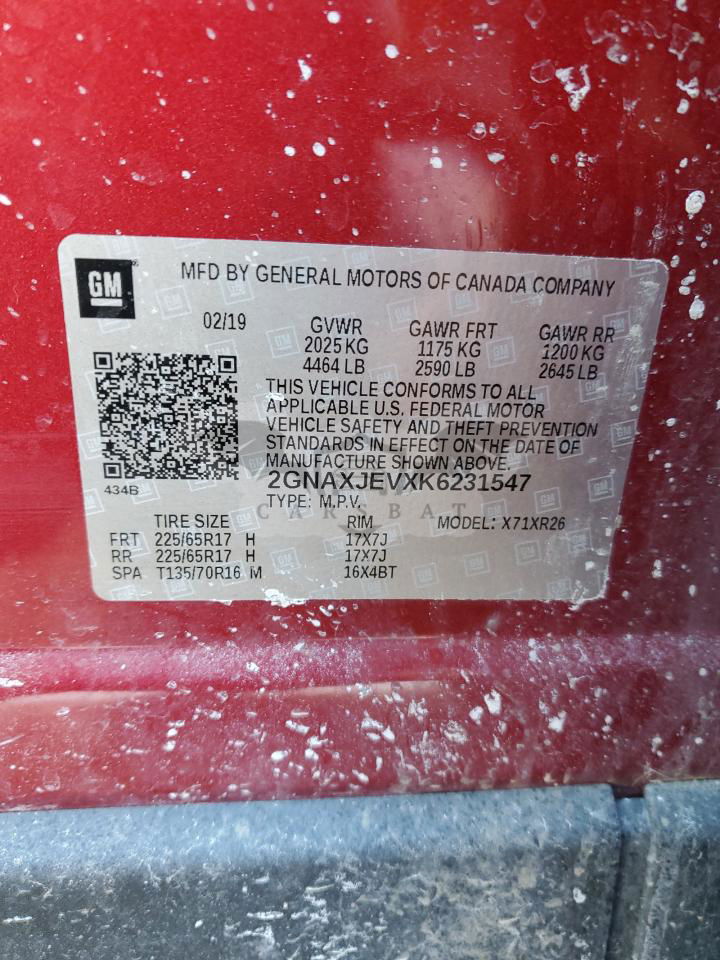 GM
MFD BY GENERAL MOTORS OF CANADA COMPANY
02/19
GVWR GAWR FRT GAWR RR
2025 KG 1175 KG 1200 KG
4464 LB 2590 LB 2645 LB
THIS VEHICLE CONFORMS TO ALL
APPLICABLE U.S. FEDERAL MOTOR
VEHICLE SAFETY AND THEFT PREVENTION
STANDARDS IN EFFECT ON THE DATE OF
MANUFACTURE SHOWN ABOVE.
434B
2GNAXJEVXK6231547
TYPE: M.P.V.
CARSBAT
TIRE SIZE RIM MODEL: X71XR26
FRT 225/65R17 H 17X7J
RR 225/65R17 H 17X7J
SPA T135/70R16 M 16X4BT